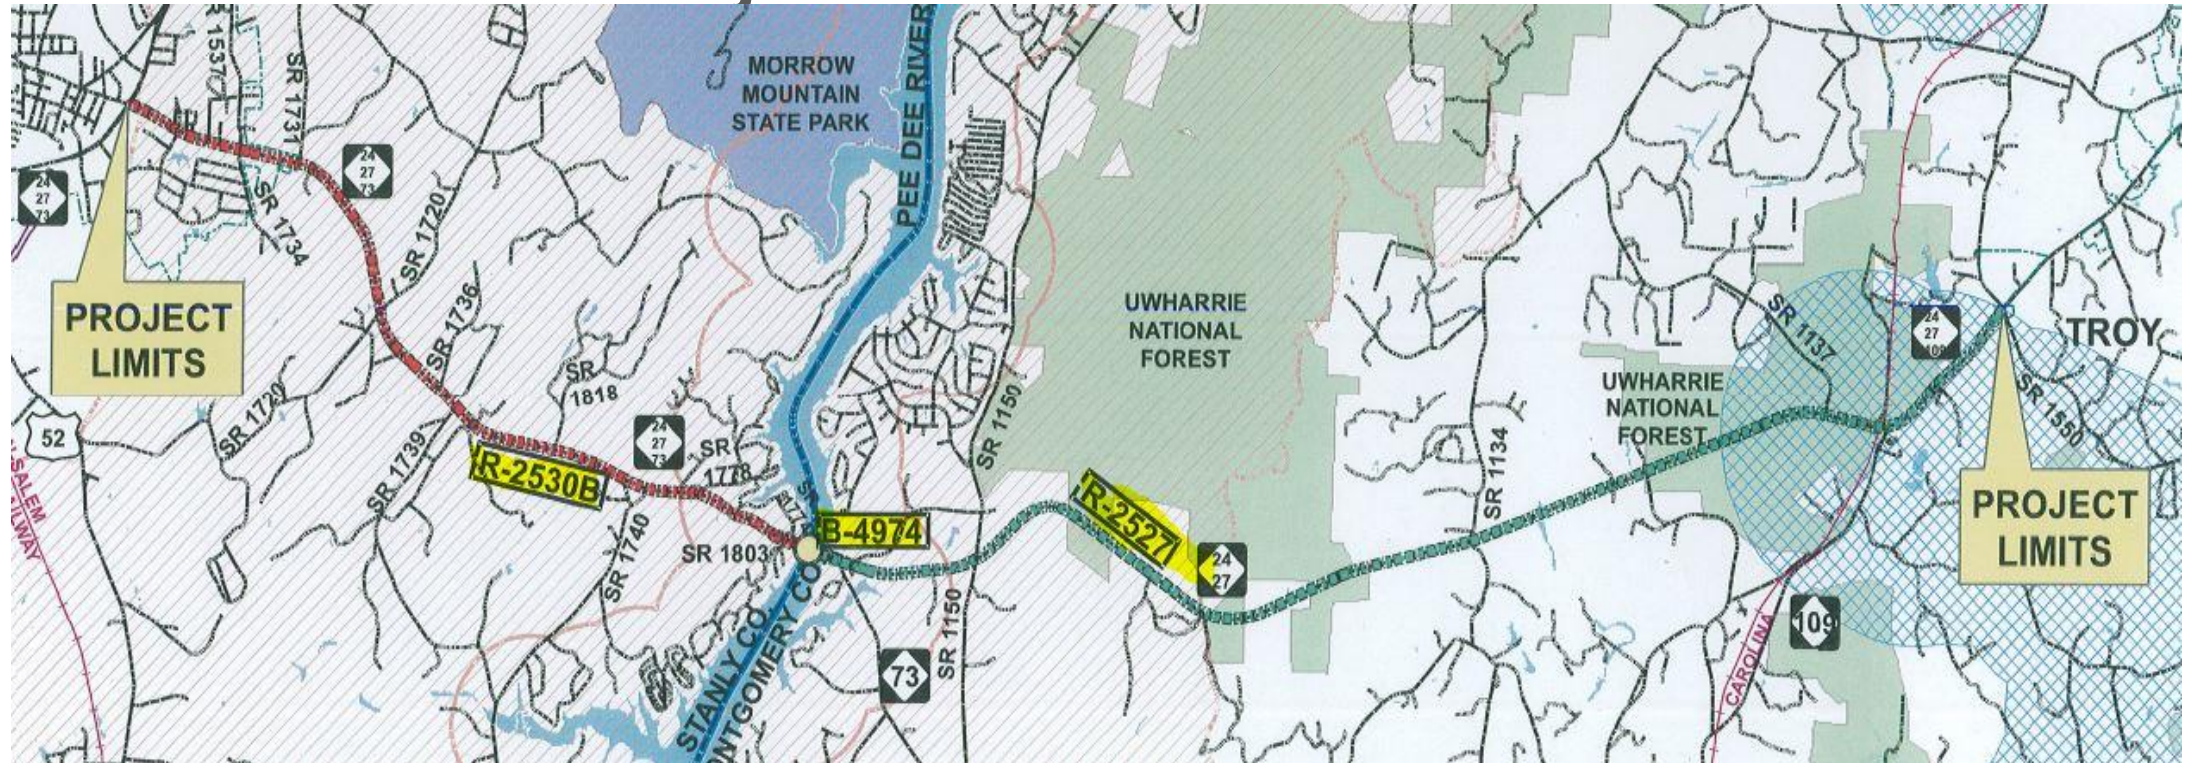 SR 1537
SR 1731
MORROW
MOUNTAIN
STATE PARK
PEE DEE RIVER
24
27
73
24
27
73
SR 1734
SR 1720
PROJECT
LIMITS
SR 1736
UWHARRIE
NATIONAL
FOREST
SR 1137
24
27
109
TROY
SR
1818
SR 1150
UWHARRIE
NATIONAL
FOREST
SR 1550
52
SR 1720
SR 1739
24
27
73
SR
1778
SR 1134
R-2530B
R-2527
B-4974
SALEM
SR 1740
SR 1803
24
27
PROJECT
LIMITS
STANLY CO.
MONTGOMERY CO.
SR 1150
73
109
CAROLINA